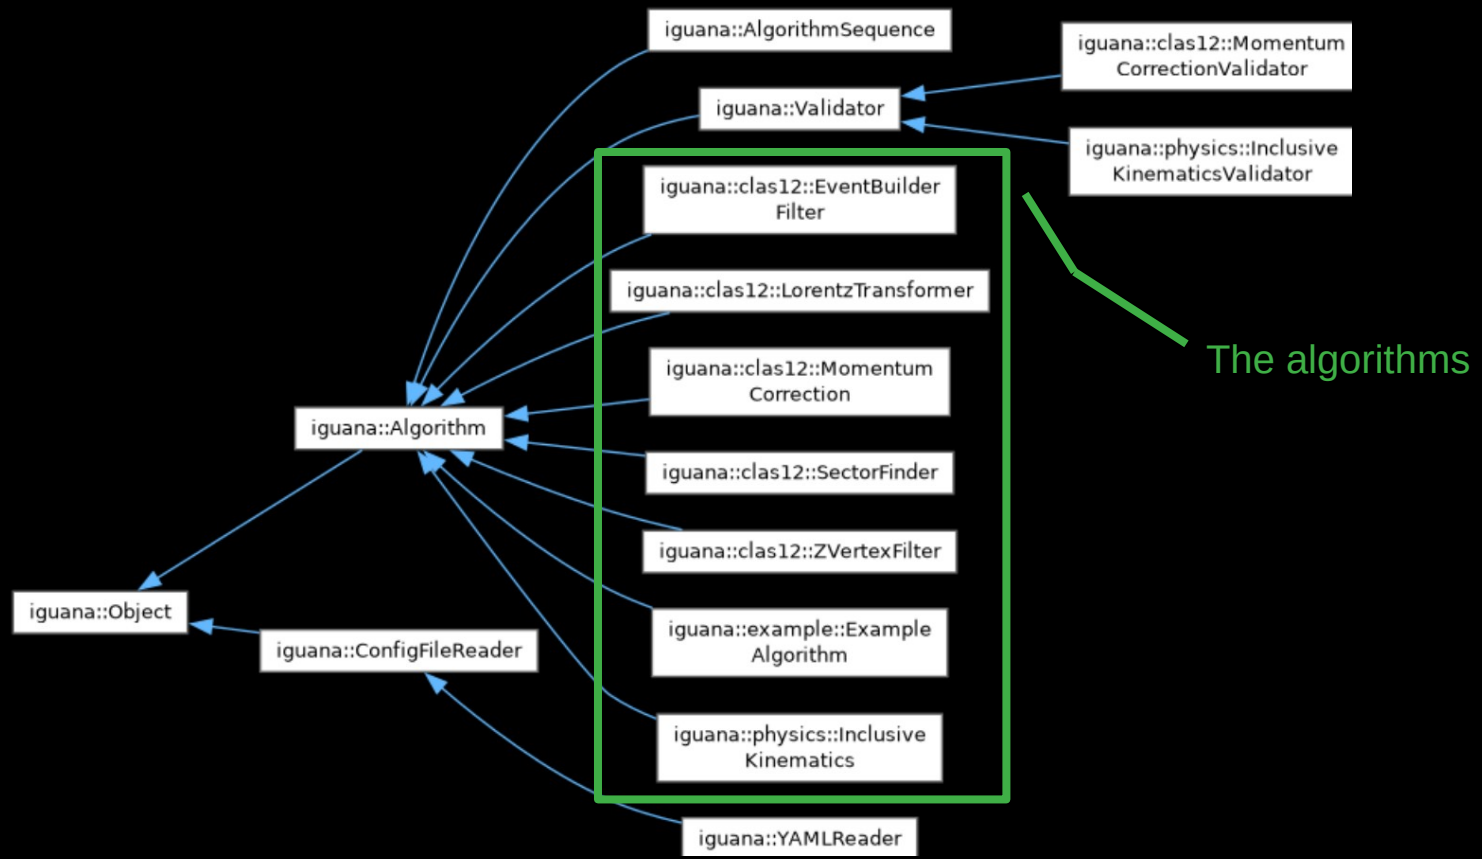 iguana::AlgorithmSequence
iguana::clas12::Momentum
CorrectionValidator
iguana::Validator
iguana::physics::Inclusive
KinematicsValidator
iguana::clas12::EventBuilder
Filter
iguana::clas12::LorentzTransformer
The algorithms
iguana::clas12::Momentum
Correction
iguana::Algorithm
iguana::clas12::SectorFinder
iguana::clas12::ZVertexFilter
iguana::Object
iguana::example::Example
Algorithm
iguana::ConfigFileReader
iguana::physics::Inclusive
Kinematics
iguana::YAMLReader